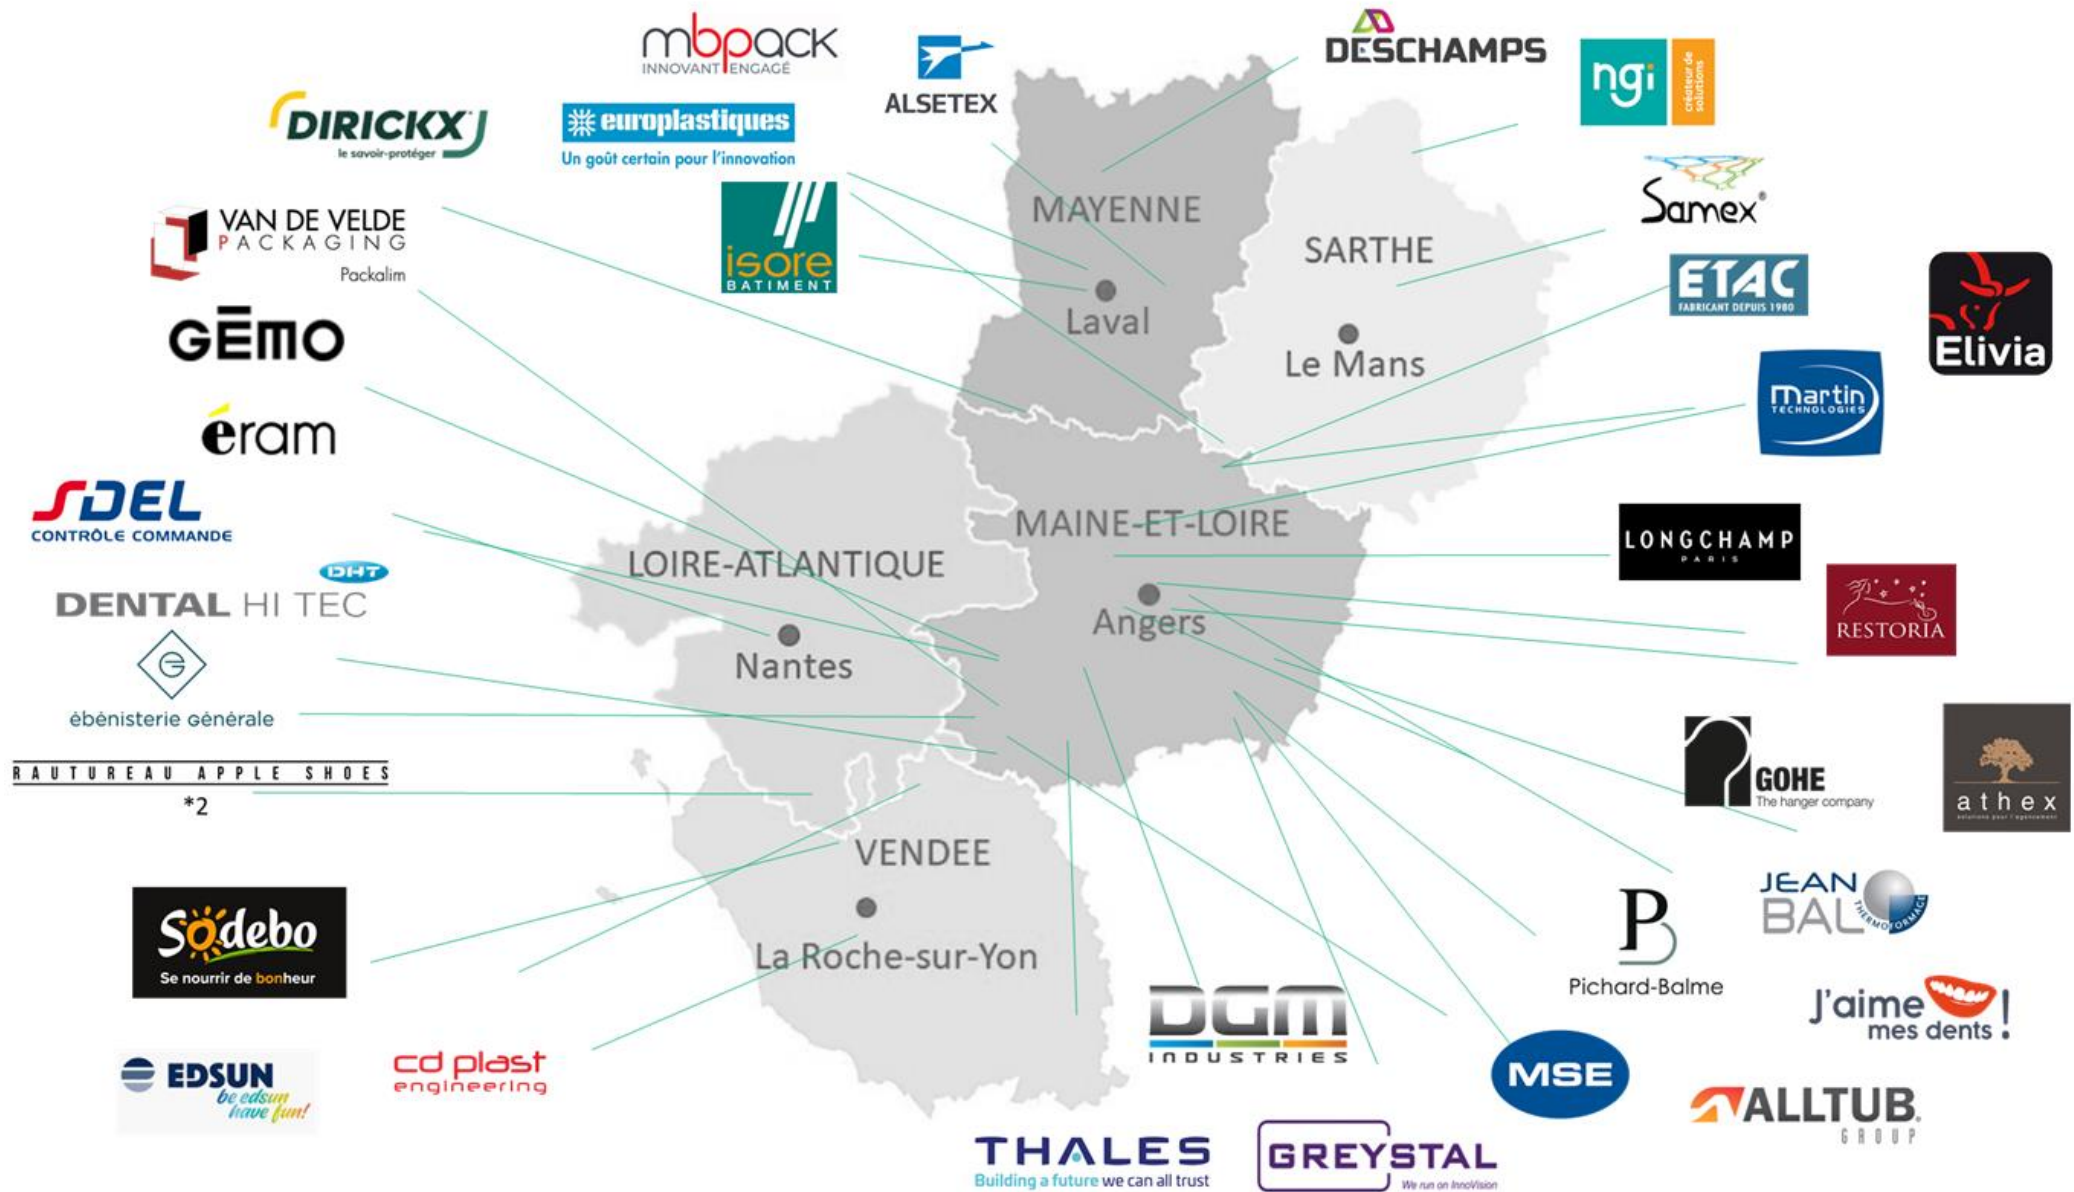 mbpack
INNOVANT ENGAGÉ
ALSETEX
DESCHAMPS
ngi
créateur de
solutions
DIRICKX
le savoir-protéger
europlastiques
Un goût certain pour l'innovation
isore
BATIMENT
Samex®
VAN DE VELDE
PACKAGING
Packalim
MAYENNE
Laval
SARTHE
Le Mans
ETAC
FABRICANT DEPUIS 1980
Elivia
GĒMO
éram
martin
TECHNOLOGIES
SDEL
CONTRÔLE COMMANDE
LOIRE-ATLANTIQUE
Nantes
MAINE-ET-LOIRE
Angers
LONGCHAMP
PARIS
RESTORIA
DHT
DENTAL HI TEC
ébénisterie générale
RAUTUREAU APPLE SHOES
*2
GOHE
The hanger company
athex
solutions pour l'agencement
VENDEE
La Roche-sur-Yon
Sodebo
Se nourrir de bonheur
PB
Pichard-Balme
JEAN
BAL
THERMOFORMAGE
J'aime
mes dents !
EDSUN
be edsun
have fun!
cd plast
engineering
DGM
INDUSTRIES
MSE
ALLTUB®
GROUP
THALES
Building a future we can all trust
GREYSTAL
We run on InnoVision